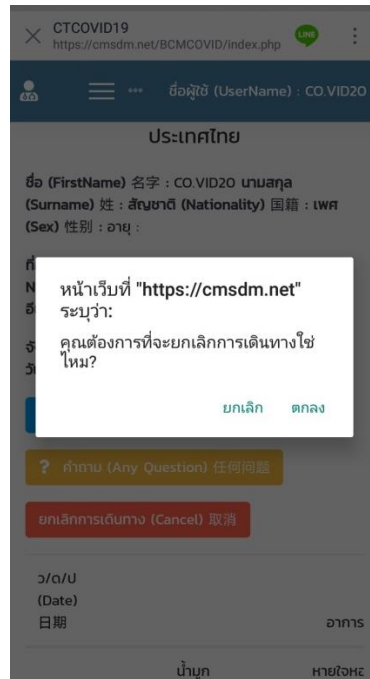 CTCOVID19
https://cmsdm.net/BCMCOVID/index.php
LINE
ชื่อผู้ใช้ (UserName) : CO.VID20
ประเทศไทย
ชื่อ (FirstName) 名字 : CO.VID20 นามสกุล
(Surname) 姓 : สัญชาติ (Nationality) 国籍 : เพศ
(Sex) 性别 : อายุ :
หน้าเว็บที่ "https://cmsdm.net"
ระบุว่า:
คุณต้องการที่จะยกเลิกการเดินทางใช่
ไหม?
ยกเลิก ตกลง
? คำถาม (Any Question) 任何问题
ยกเลิกการเดินทาง (Cancel) 取消
ว/ด/ป
(Date)
日期
อาการ
น้ำมูก